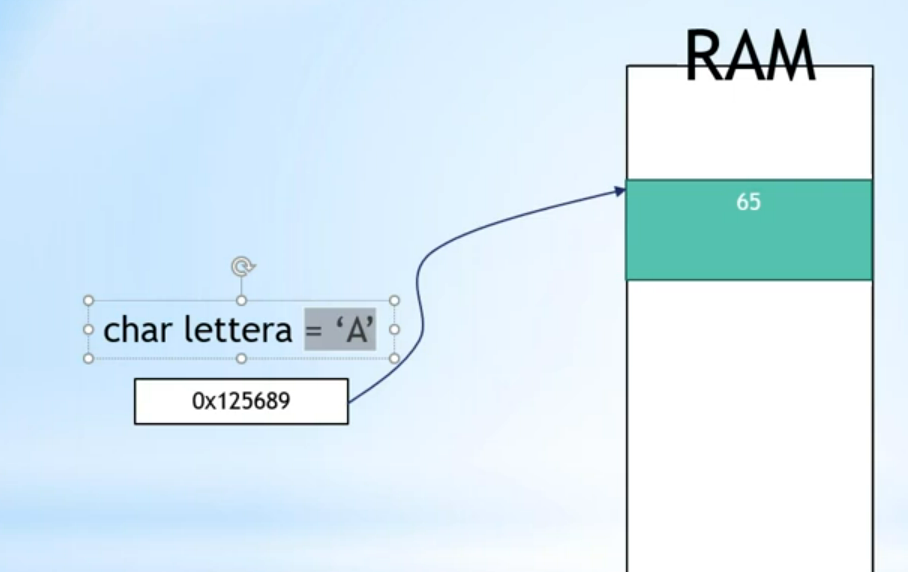 RAM
65
char lettera = ‘A’
0x125689